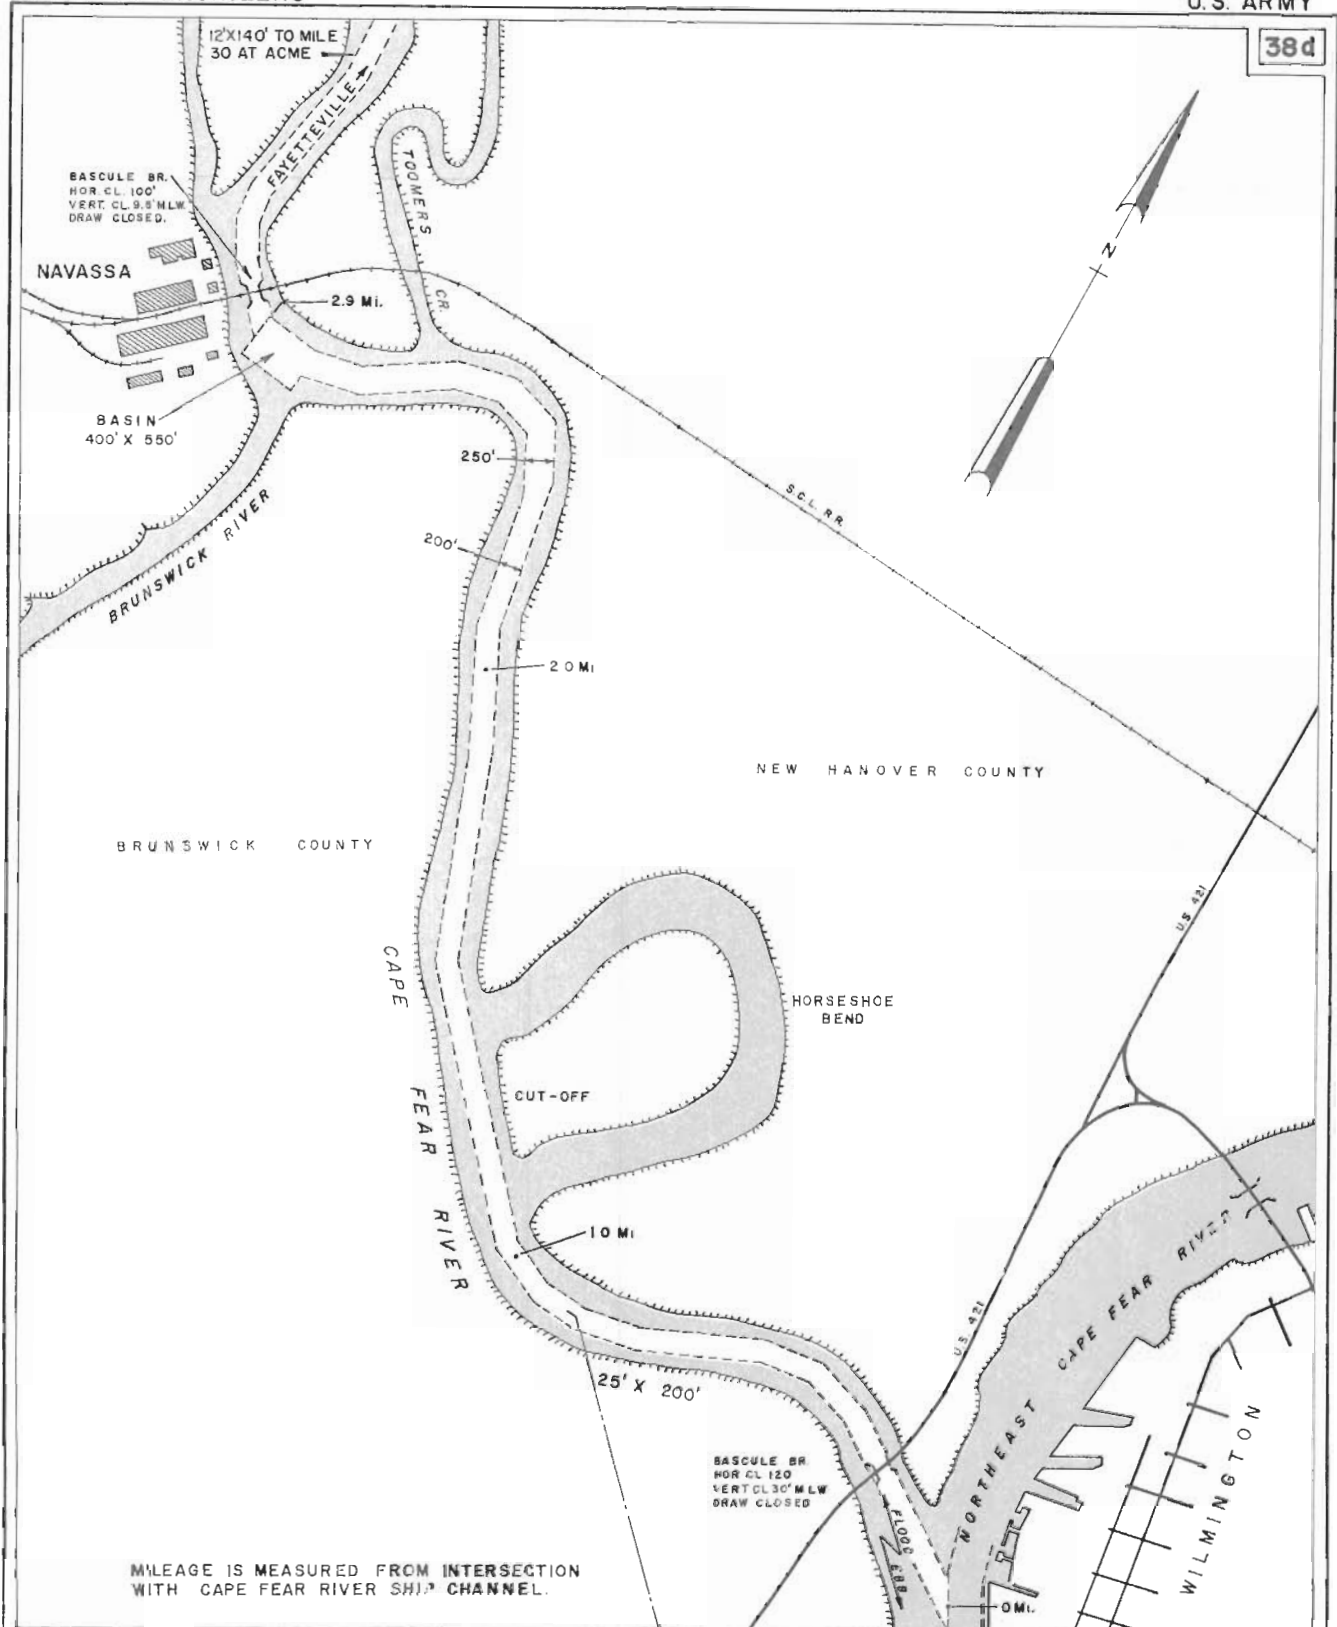 U.S. ARMY
38d
12'X140' TO MILE
30 AT ACME
FAYETTEVILLE
BASCULE BR.
HOR. CL. 100'
VERT. CL. 9.5' M.L.W.
DRAW CLOSED.
TOOMERS CR.
N
NAVASSA
2.9 Mi.
BASIN
400' X 550'
250'
S.C.L. RR.
200'
BRUNSWICK RIVER
2.0 Mi
NEW HANOVER COUNTY
BRUNSWICK COUNTY
U.S. 421
CAPE FEAR RIVER
HORSESHOE
BEND
CUT-OFF
1.0 Mi
U.S. 421
NORTHEAST CAPE FEAR RIVER
25' X 200'
WILMINGTON
BASCULE BR.
HOR CL 120
VERT CL 30' M LW
DRAW CLOSED
FLOOD
EBB
MILEAGE IS MEASURED FROM INTERSECTION
WITH CAPE FEAR RIVER SHIP CHANNEL.
0 Mi.